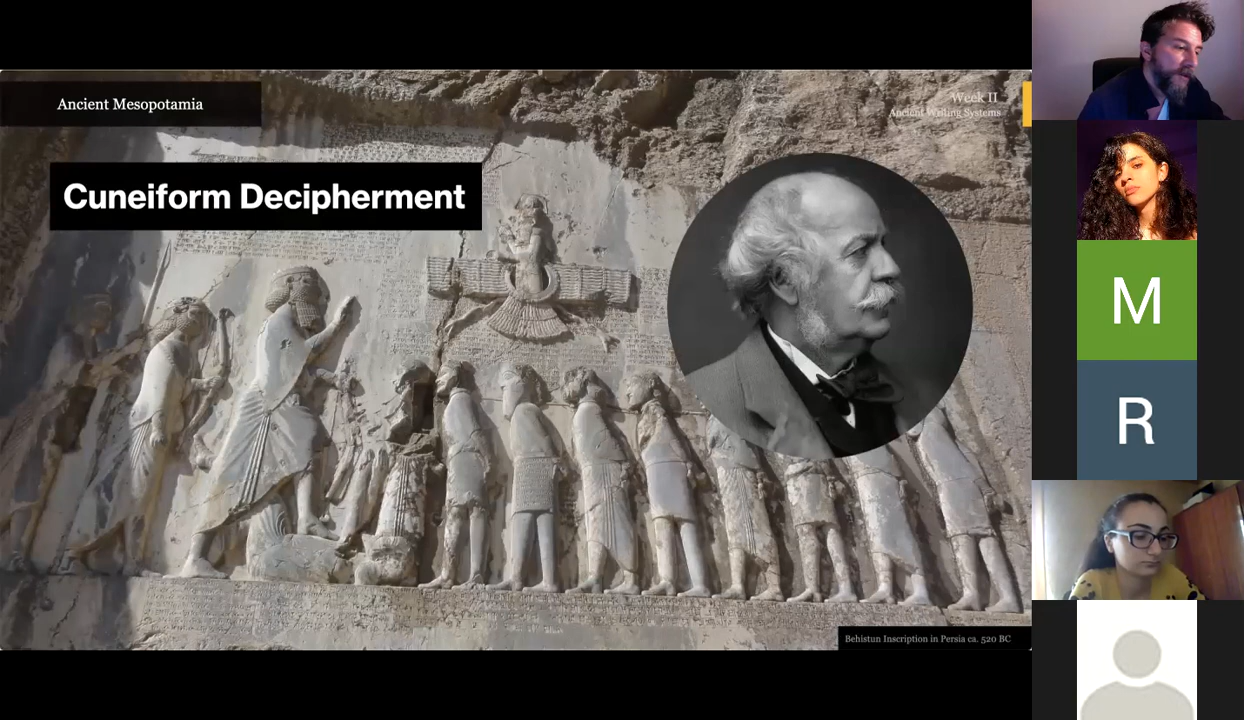 Ancient Mesopotamia
Week II
Ancient Writing Systems
Cuneiform Decipherment
Behistun Inscription in Persia ca. 520 BC
M
R